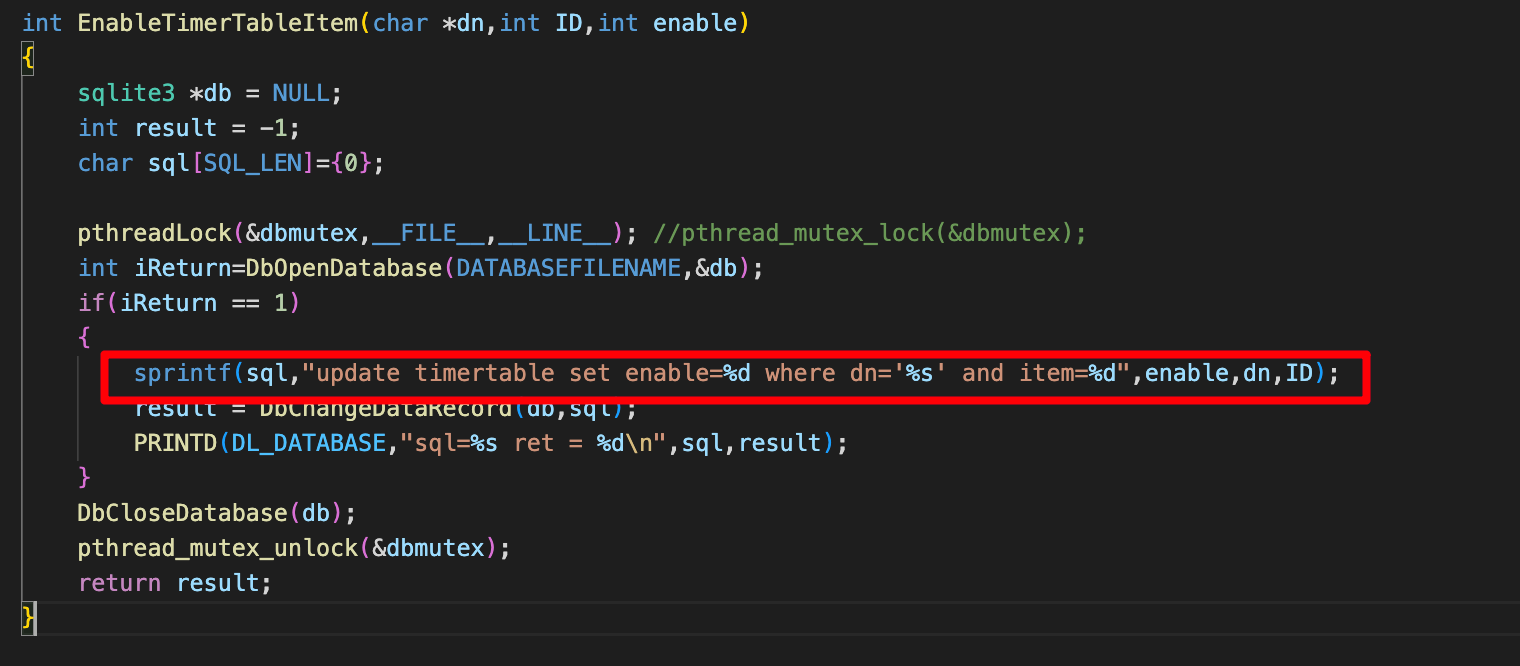 int EnableTimerTableItem(char *dn,int ID,int enable)
{
    sqlite3 *db = NULL;
    int result = -1;
    char sql[SQL_LEN]={0};

    pthreadLock(&dbmutex,__FILE__,__LINE__); //pthread_mutex_lock(&dbmutex);
    int iReturn=DbOpenDatabase(DATABASEFILENAME,&db);
    if(iReturn == 1)
    {
        sprintf(sql,"update timertable set enable=%d where dn='%s' and item=%d",enable,dn,ID);
        result = DbChangeDataRecord(db,sql);
        PRINTD(DL_DATABASE,"sql=%s ret = %d\n",sql,result);
    }
    DbCloseDatabase(db);
    pthread_mutex_unlock(&dbmutex);
    return result;
}